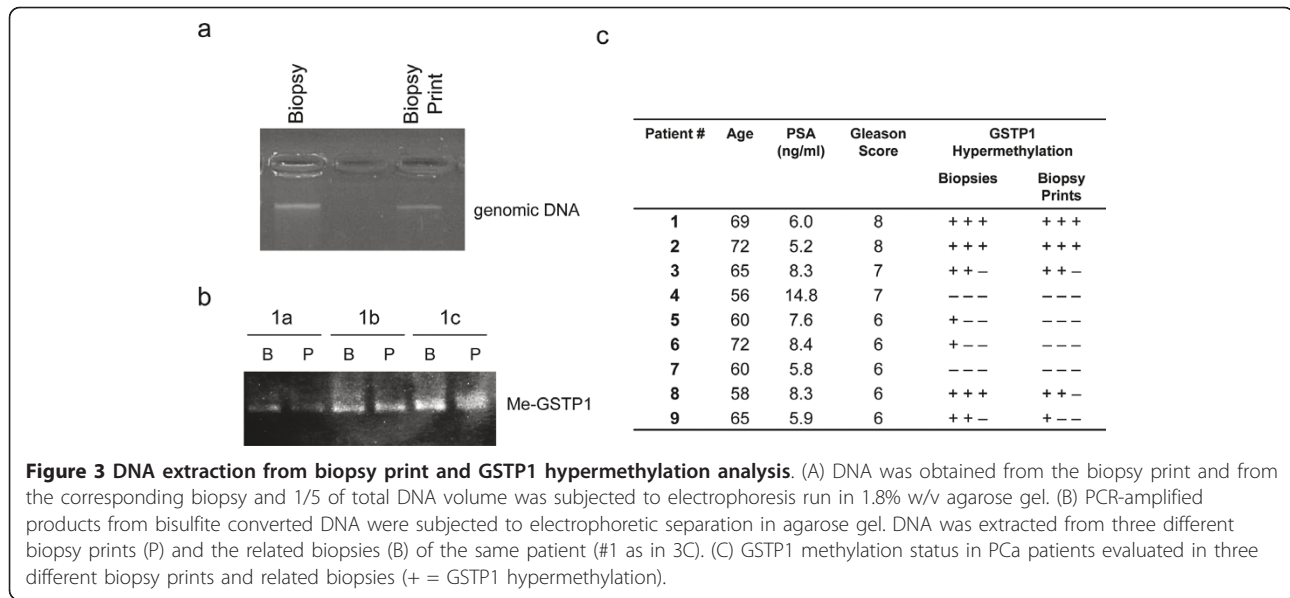 a
Biopsy
Biopsy
Print
genomic DNA
b
1a 1b 1c
B P B P B P
Me-GSTP1
c
Patient # Age PSA (ng/ml) Gleason Score GSTP1 Hypermethylation
Biopsies Biopsy Prints
1 69 6.0 8 + + + + + +
2 72 5.2 8 + + + + + +
3 65 8.3 7 + + – + + –
4 56 14.8 7 – – – – – –
5 60 7.6 6 + – – – – –
6 72 8.4 6 + – – – – –
7 60 5.8 6 – – – – – –
8 58 8.3 6 + + + + + –
9 65 5.9 6 + + – + – –
Figure 3 DNA extraction from biopsy print and GSTP1 hypermethylation analysis. (A) DNA was obtained from the biopsy print and from
the corresponding biopsy and 1/5 of total DNA volume was subjected to electrophoresis run in 1.8% w/v agarose gel. (B) PCR-amplified
products from bisulfite converted DNA were subjected to electrophoretic separation in agarose gel. DNA was extracted from three different
biopsy prints (P) and the related biopsies (B) of the same patient (#1 as in 3C). (C) GSTP1 methylation status in PCa patients evaluated in three
different biopsy prints and related biopsies (+ = GSTP1 hypermethylation).